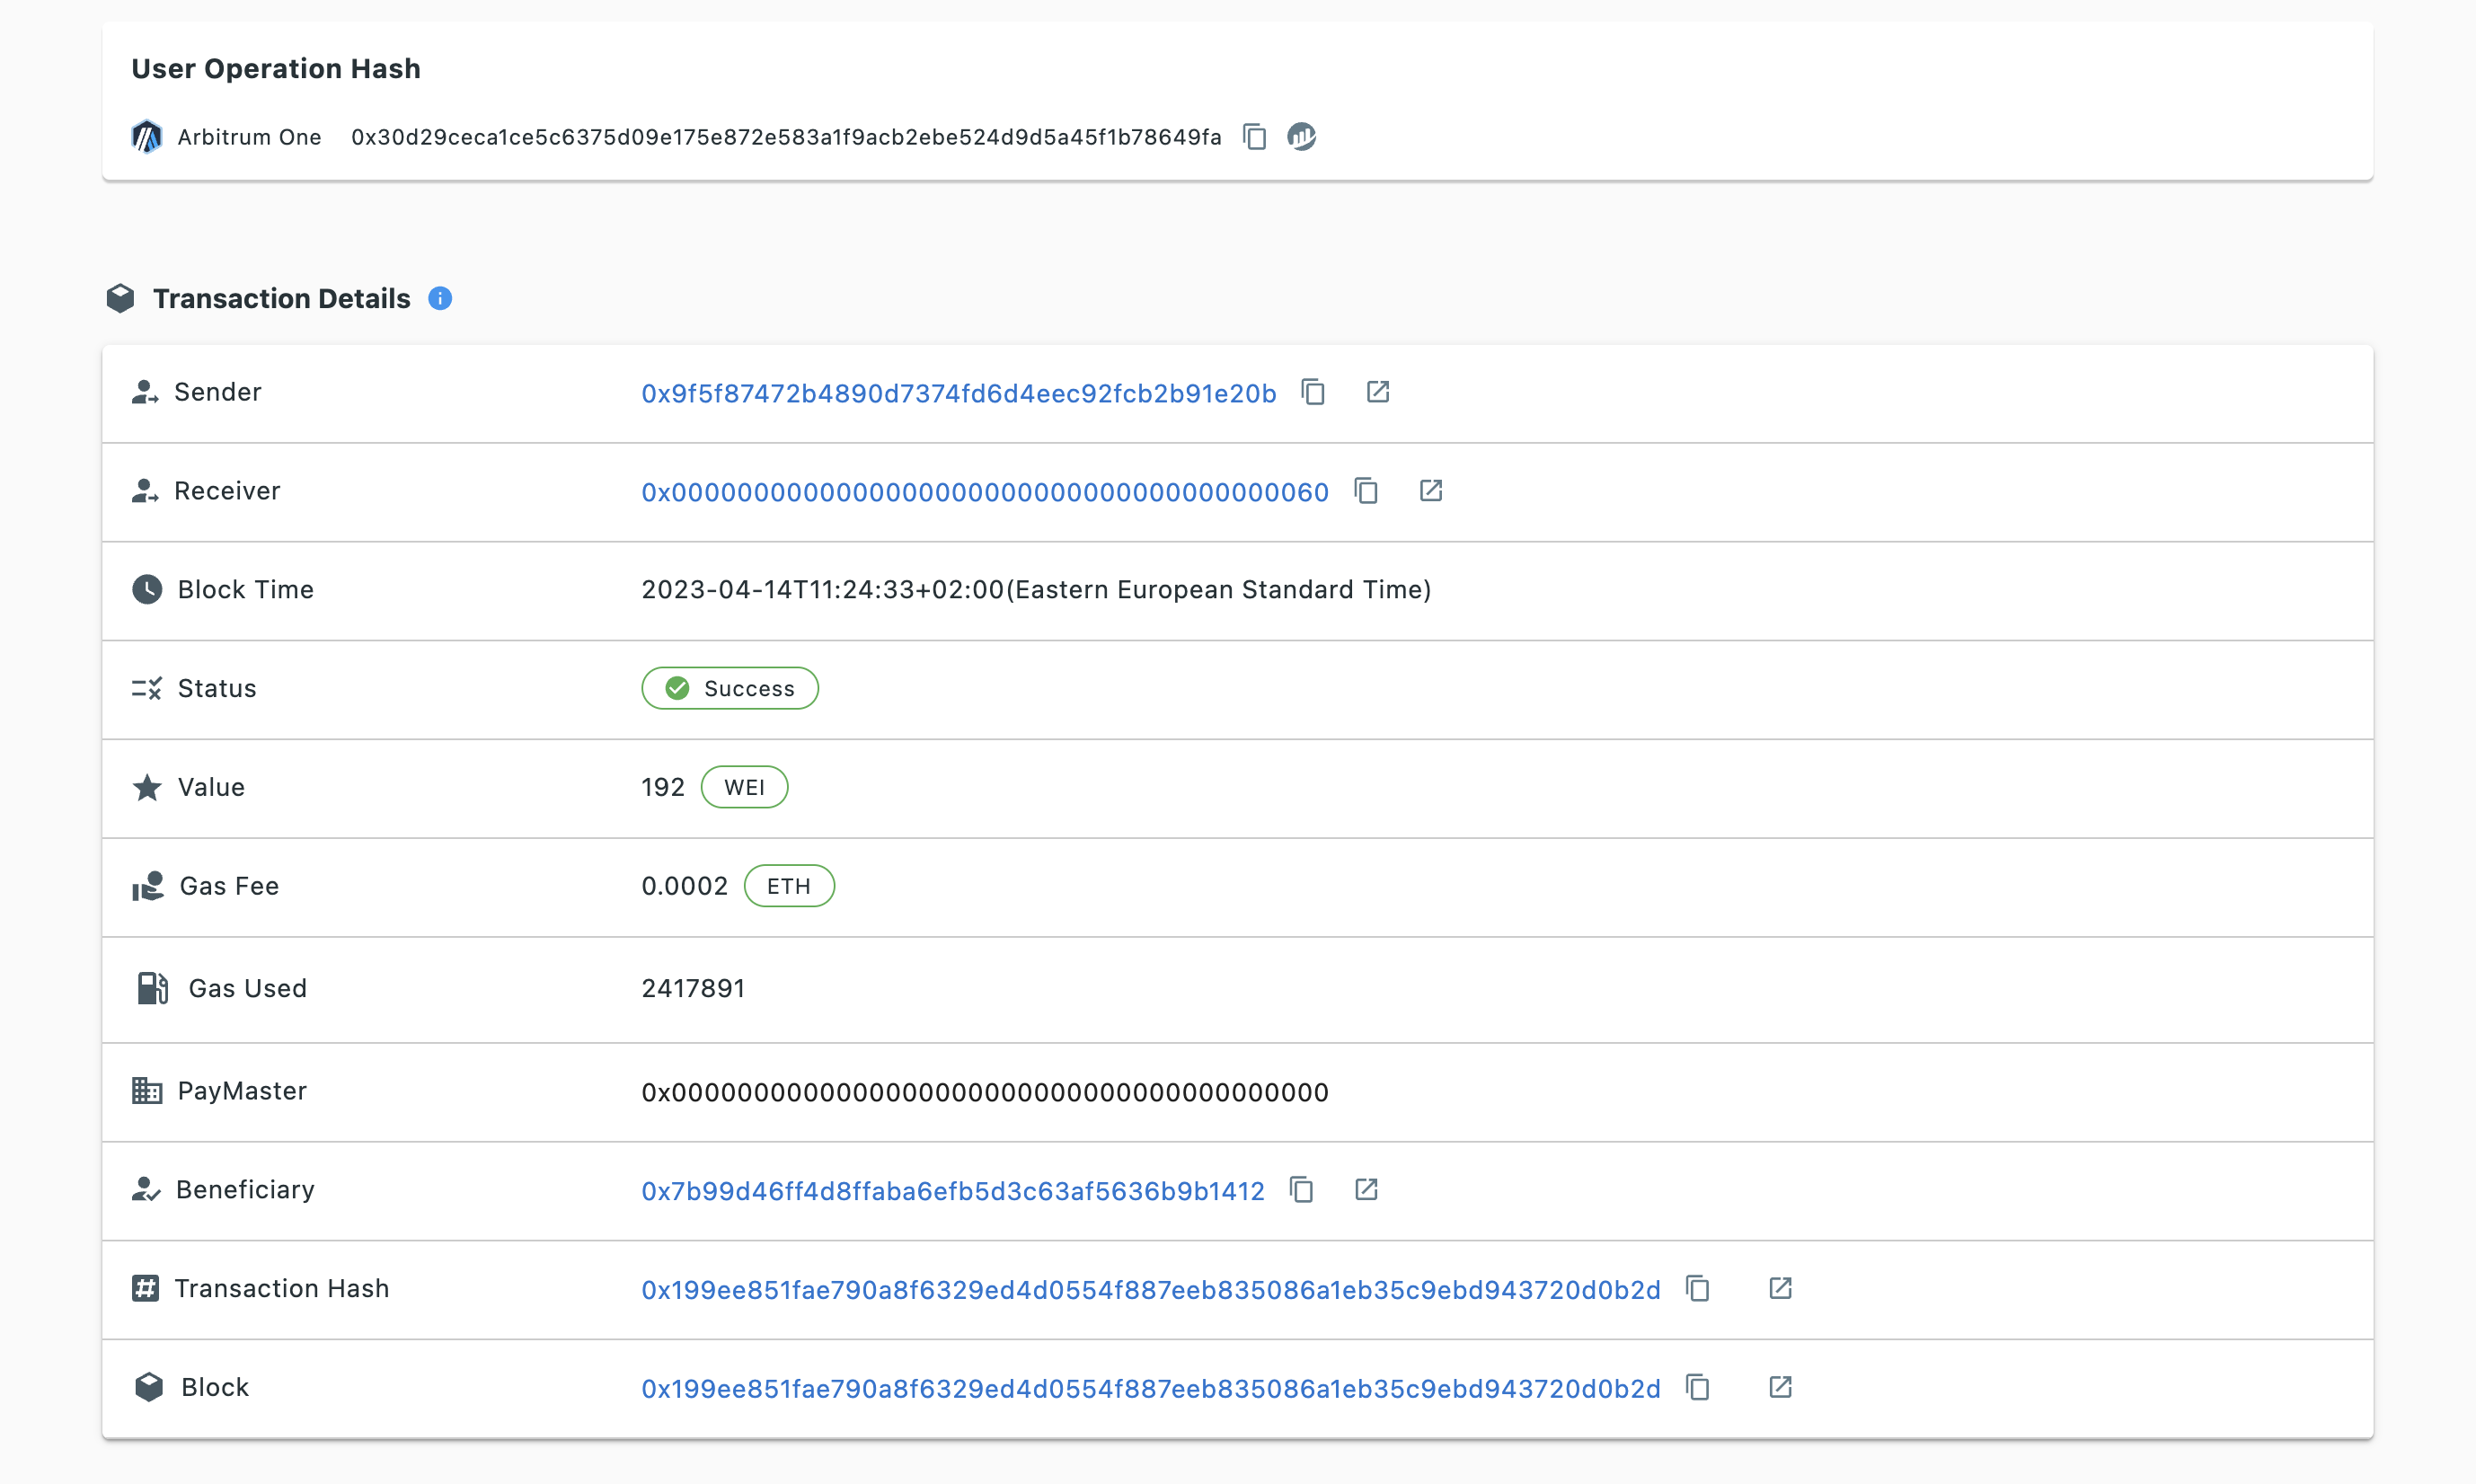 User Operation Hash
Arbitrum One 0x30d29ceca1ce5c6375d09e175e872e583a1f9acb2ebe524d9d5a45f1b78649fa
Transaction Details
Sender 0x9f5f87472b4890d7374fd6d4eec92fcb2b91e20b
Receiver 0x0000000000000000000000000000000000000060
Block Time 2023-04-14T11:24:33+02:00(Eastern European Standard Time)
Status Success
Value 192 WEI
Gas Fee 0.0002 ETH
Gas Used 2417891
PayMaster 0x0000000000000000000000000000000000000000
Beneficiary 0x7b99d46ff4d8ffaba6efb5d3c63af5636b9b1412
Transaction Hash 0x199ee851fae790a8f6329ed4d0554f887eeb835086a1eb35c9ebd943720d0b2d
Block 0x199ee851fae790a8f6329ed4d0554f887eeb835086a1eb35c9ebd943720d0b2d